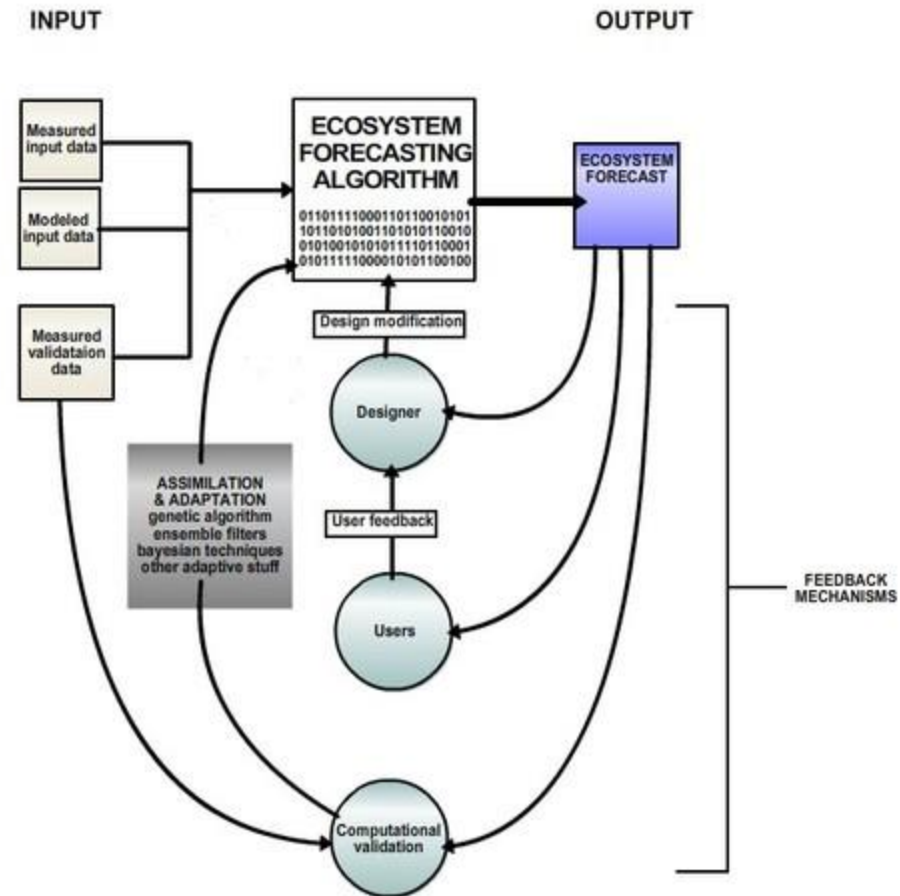 INPUT
OUTPUT
Measured
input data
Modeled
input data
Measured
validataion
data
ECOSYSTEM
FORECASTING
ALGORITHM
01101111000110110010101
10110101001101010110010
01010010101011110110001
01011111000010101100100
ECOSYSTEM
FORECAST
Design modification
Designer
ASSIMILATION
& ADAPTATION
genetic algorithm
ensemble filters
bayesian techniques
other adaptive stuff
User feedback
Users
FEEDBACK
MECHANISMS
Computational
validation